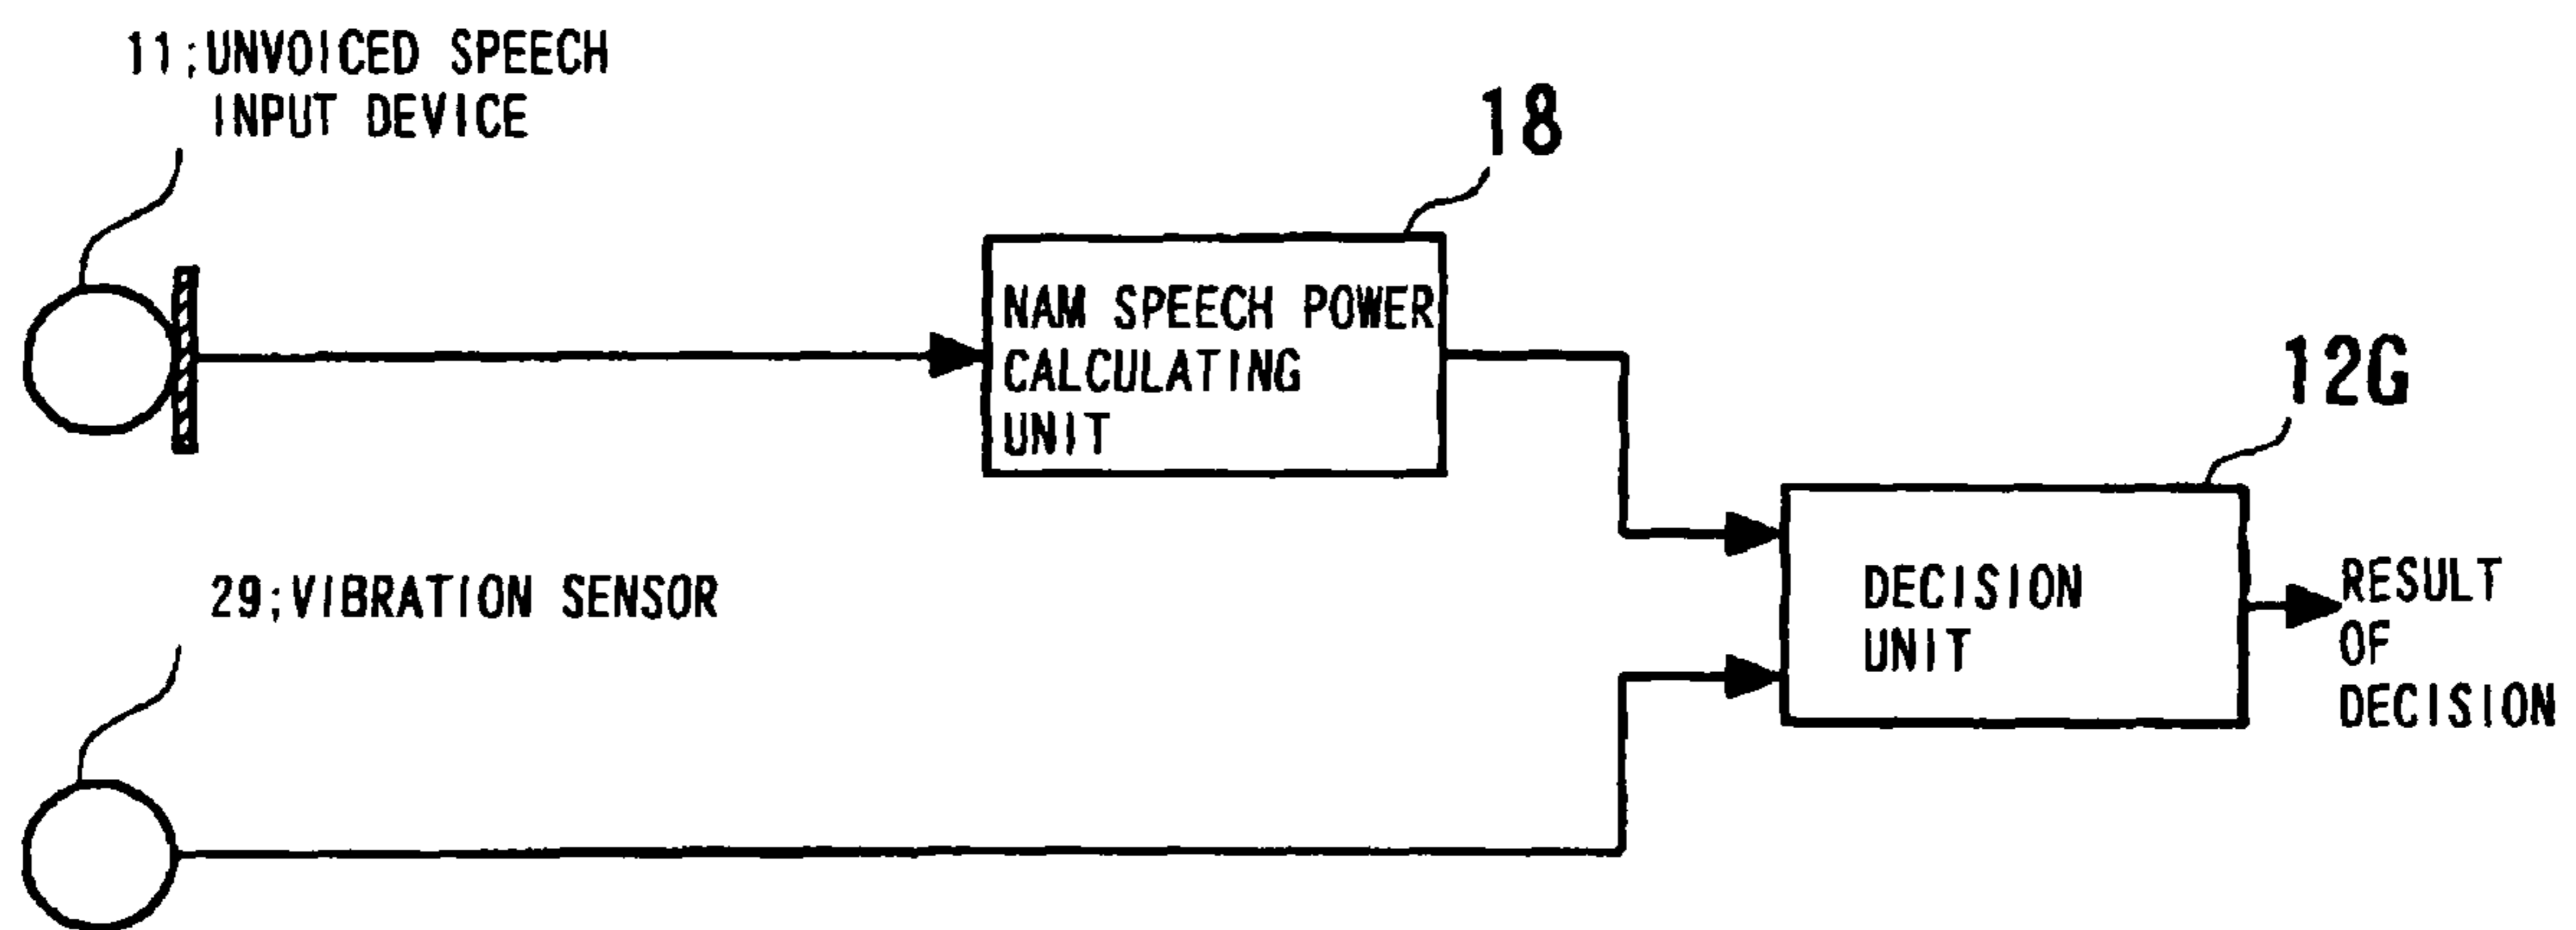 11;UNVOICED SPEECH
INPUT DEVICE
18
NAM SPEECH POWER
CALCULATING
UNIT
12G
29;VIBRATION SENSOR
DECISION
UNIT
RESULT
OF
DECISION